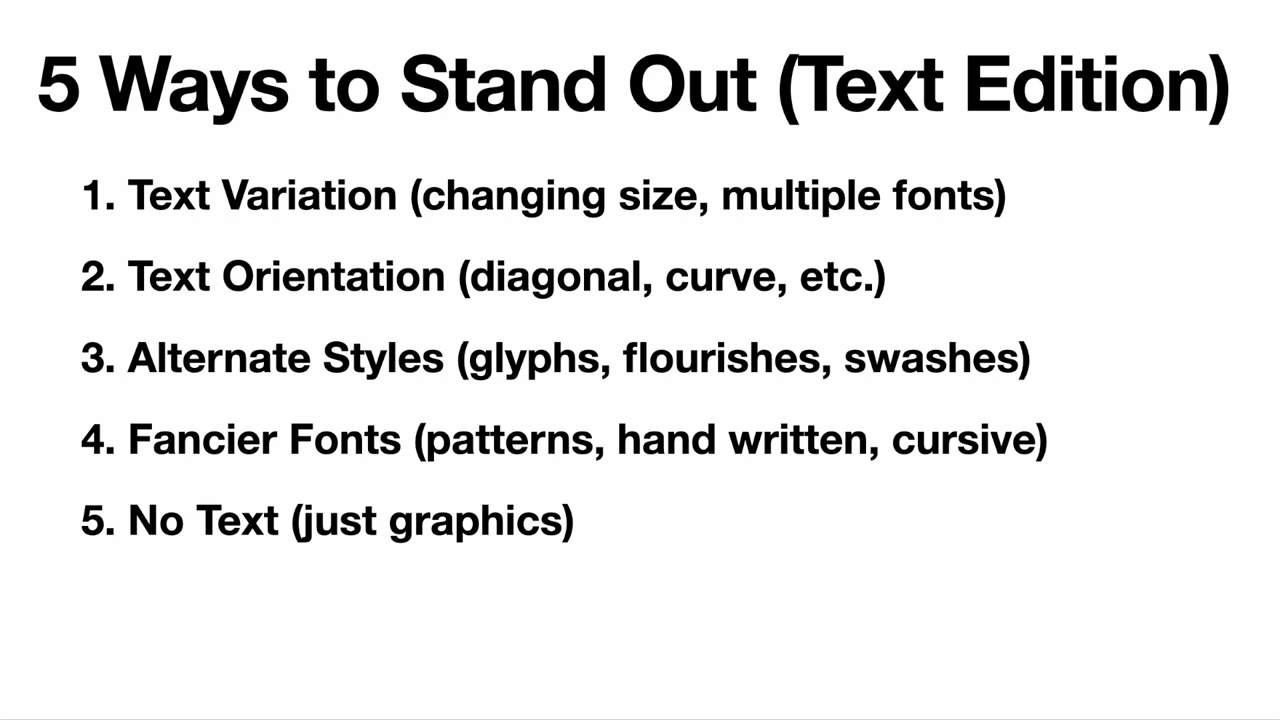 5 Ways to Stand Out (Text Edition)
1. Text Variation (changing size, multiple fonts)
2. Text Orientation (diagonal, curve, etc.)
3. Alternate Styles (glyphs, flourishes, swashes)
4. Fancier Fonts (patterns, hand written, cursive)
5. No Text (just graphics)